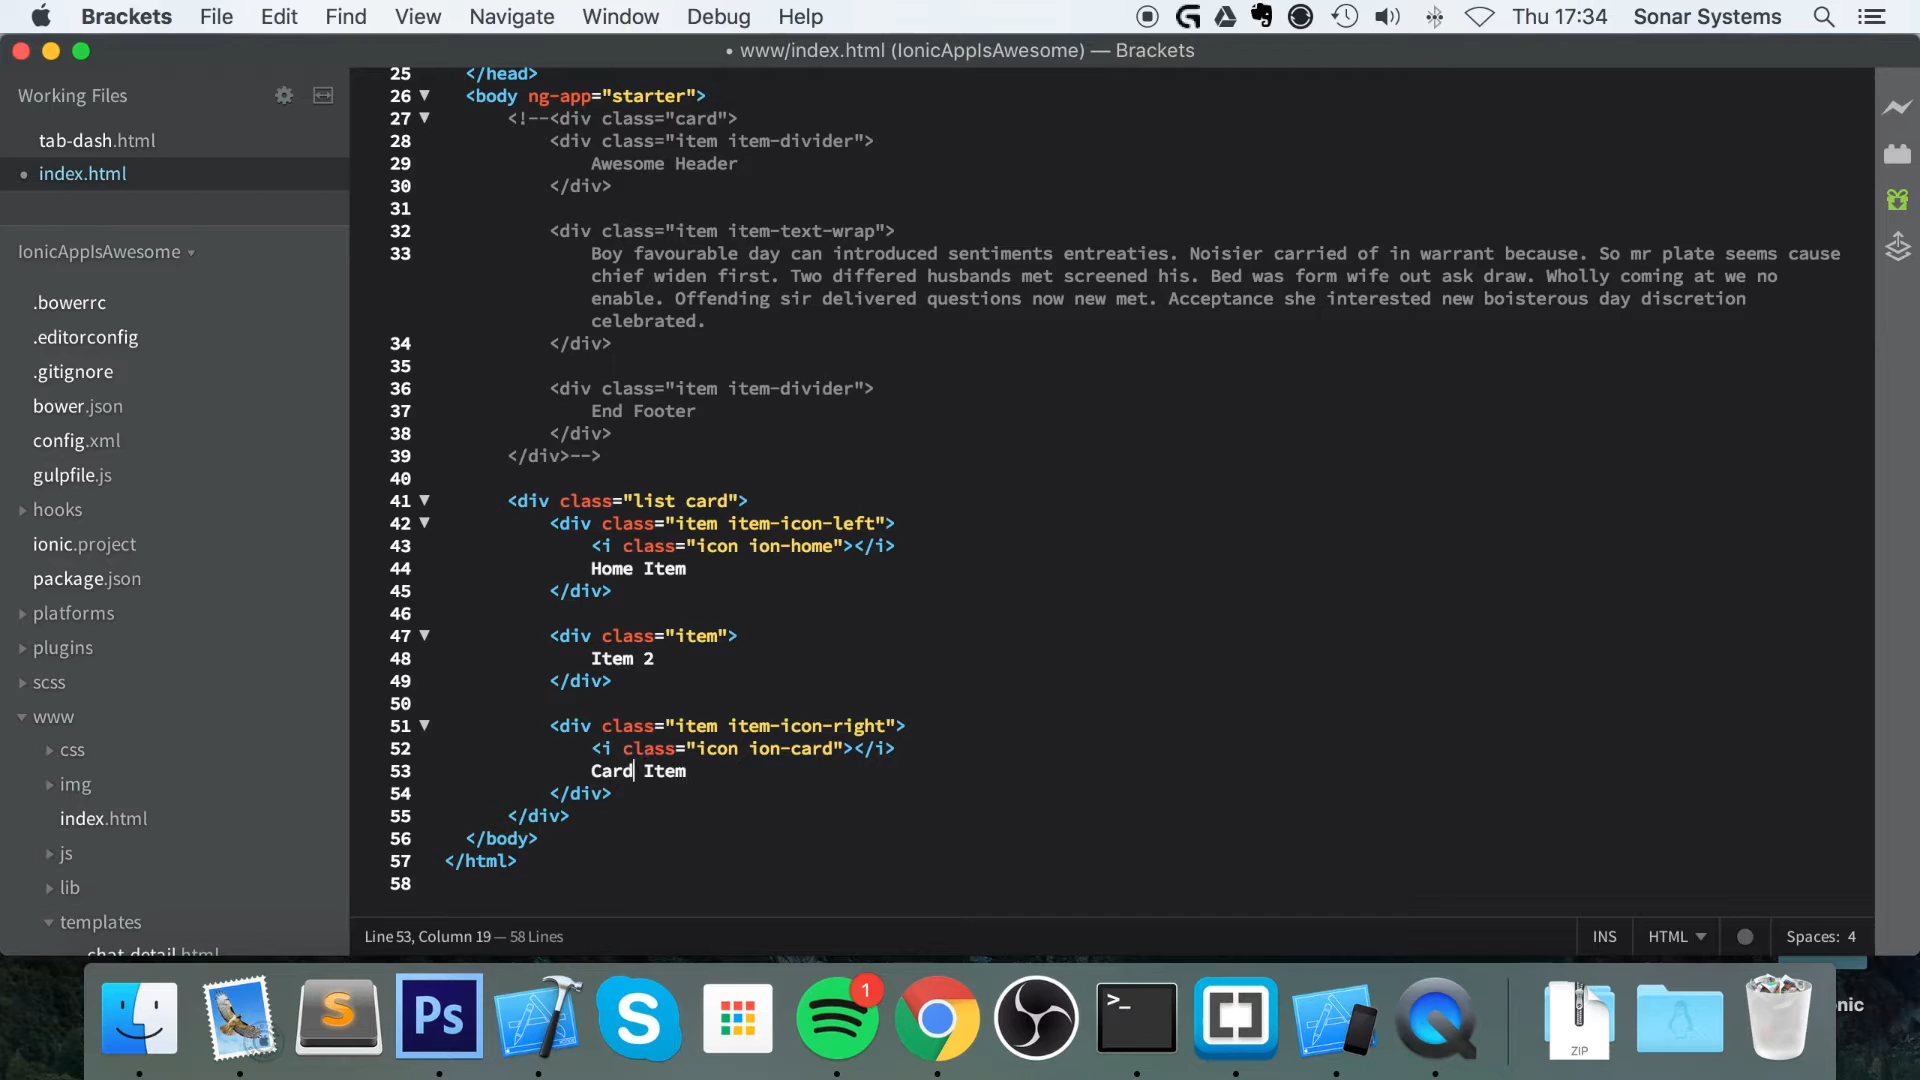 Brackets File Edit Find View Navigate Window Debug Help Thu 17:34 Sonar Systems
• www/index.html (IonicAppIsAwesome) — Brackets
Working Files
tab-dash.html
• index.html
IonicAppIsAwesome
.bowerrc
.editorconfig
.gitignore
bower.json
config.xml
gulpfile.js
hooks
ionic.project
package.json
platforms
plugins
scss
www
css
img
index.html
js
lib
templates
chat-detail.html
25 </head>
26 <body ng-app="starter">
27 <!--<div class="card">
28 <div class="item item-divider">
29 Awesome Header
30 </div>
31
32 <div class="item item-text-wrap">
33 Boy favourable day can introduced sentiments entreaties. Noisier carried of in warrant because. So mr plate seems cause
chief widen first. Two differed husbands met screened his. Bed was form wife out ask draw. Wholly coming at we no
enable. Offending sir delivered questions now new met. Acceptance she interested new boisterous day discretion
celebrated.
34 </div>
35
36 <div class="item item-divider">
37 End Footer
38 </div>
39 </div>-->
40
41 <div class="list card">
42 <div class="item item-icon-left">
43 <i class="icon ion-home"></i>
44 Home Item
45 </div>
46
47 <div class="item">
48 Item 2
49 </div>
50
51 <div class="item item-icon-right">
52 <i class="icon ion-card"></i>
53 Card Item
54 </div>
55 </div>
56 </body>
57 </html>
58
Line 53, Column 19 — 58 Lines
INS HTML Spaces: 4
S
Ps
S
1
>_
ZIP
nic